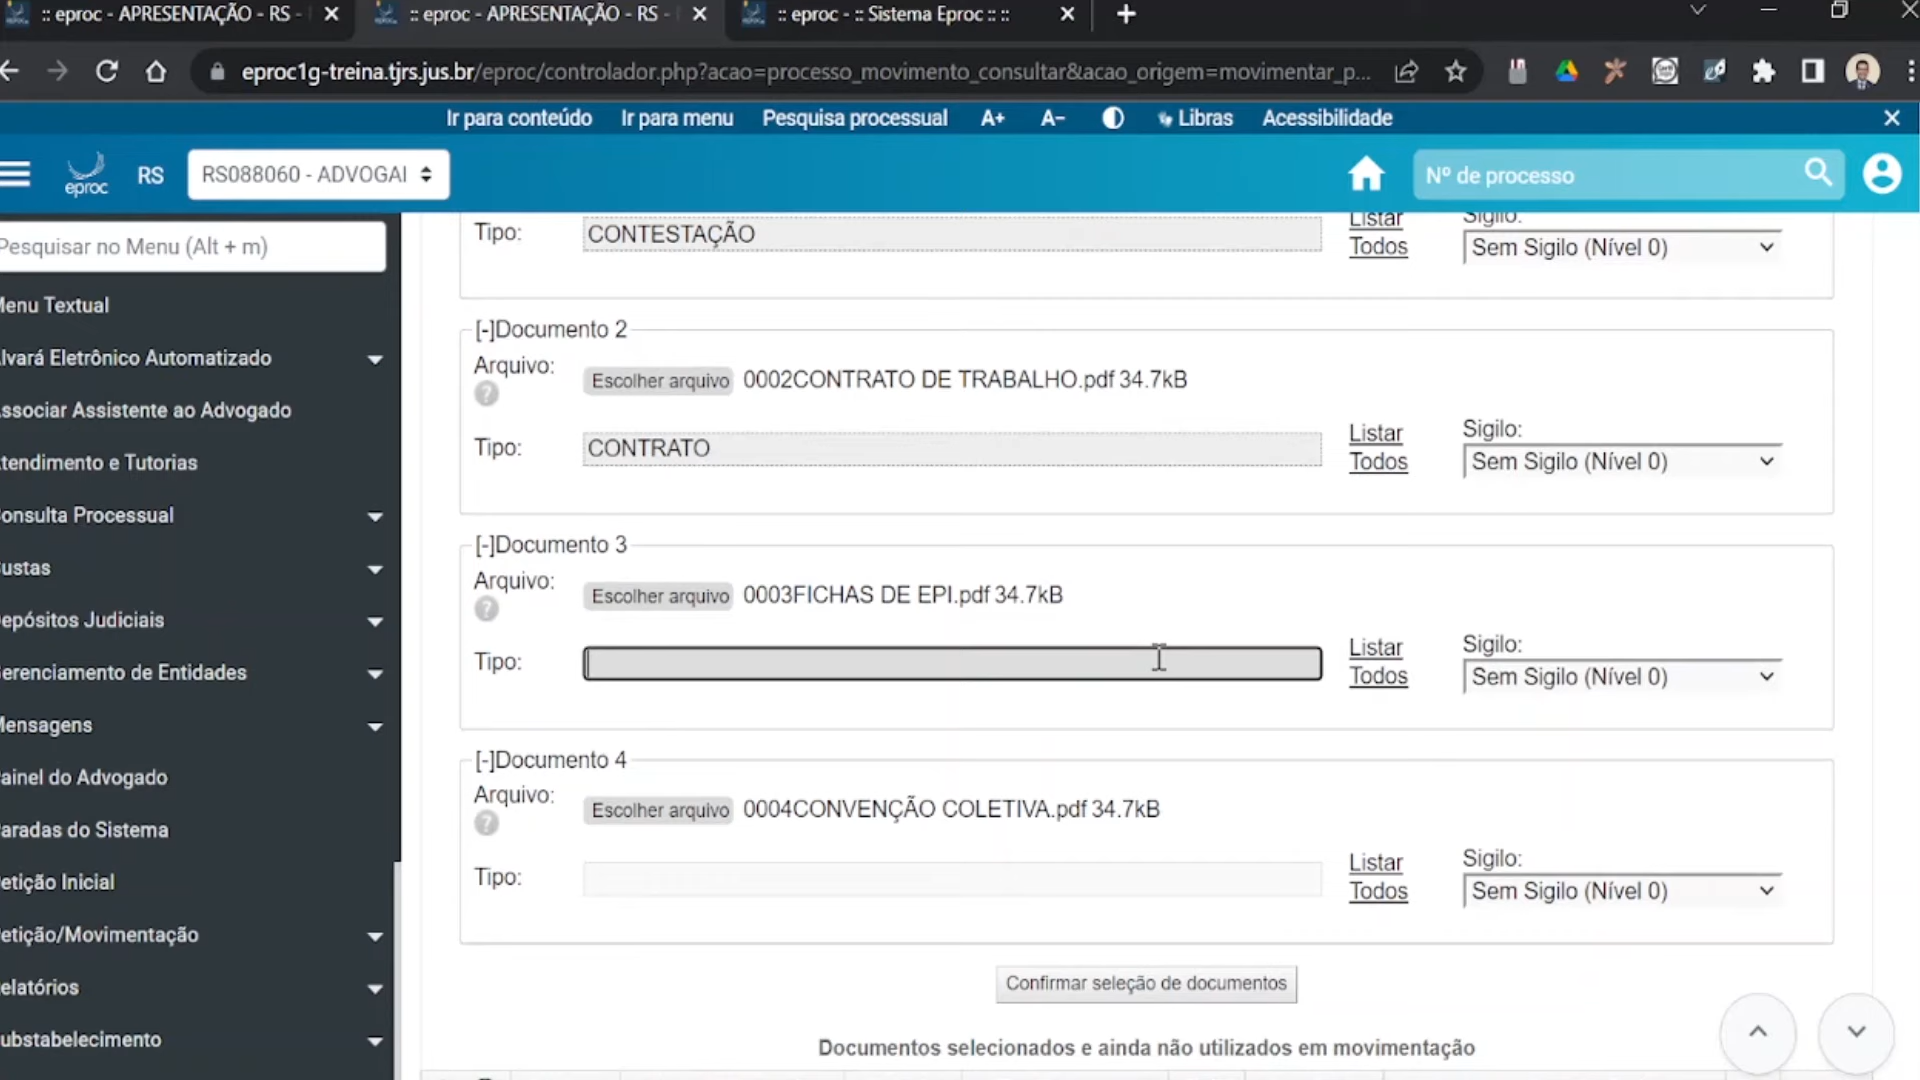 :: eproc - APRESENTAÇÃO - RS -
:: eproc - APRESENTAÇÃO - RS -
:: eproc - :: Sistema Eproc :: ::
eproc1g-treina.tjrs.jus.br/eproc/controlador.php?acao=processo_movimento_consultar&acao_origem=movimentar_p...
Ir para conteúdo
Ir para menu
Pesquisa processual
A+
A-
Libras
Acessibilidade
eproc
RS
RS088060 - ADVOGAI
Nº de processo
Pesquisar no Menu (Alt + m)
Menu Textual
lvará Eletrônico Automatizado
ssociar Assistente ao Advogado
tendimento e Tutorias
onsulta Processual
ustas
epósitos Judiciais
erenciamento de Entidades
Mensagens
ainel do Advogado
aradas do Sistema
etição Inicial
etição/Movimentação
elatórios
ubstabelecimento
Tipo:
CONTESTAÇÃO
Listar
Todos
Sigilo:
Sem Sigilo (Nível 0)
[-]Documento 2
Arquivo:
?
Escolher arquivo
0002CONTRATO DE TRABALHO.pdf 34.7kB
Tipo:
CONTRATO
Listar
Todos
Sigilo:
Sem Sigilo (Nível 0)
[-]Documento 3
Arquivo:
?
Escolher arquivo
0003FICHAS DE EPI.pdf 34.7kB
Tipo:
Listar
Todos
Sigilo:
Sem Sigilo (Nível 0)
[-]Documento 4
Arquivo:
?
Escolher arquivo
0004CONVENÇÃO COLETIVA.pdf 34.7kB
Tipo:
Listar
Todos
Sigilo:
Sem Sigilo (Nível 0)
Confirmar seleção de documentos
Documentos selecionados e ainda não utilizados em movimentação